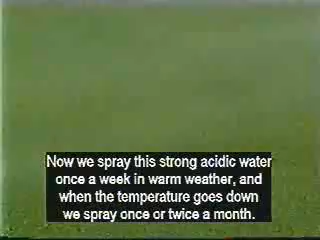 Now we spray this strong acidic water
once a week in warm weather, and
when the temperature goes down
we spray once or twice a month.